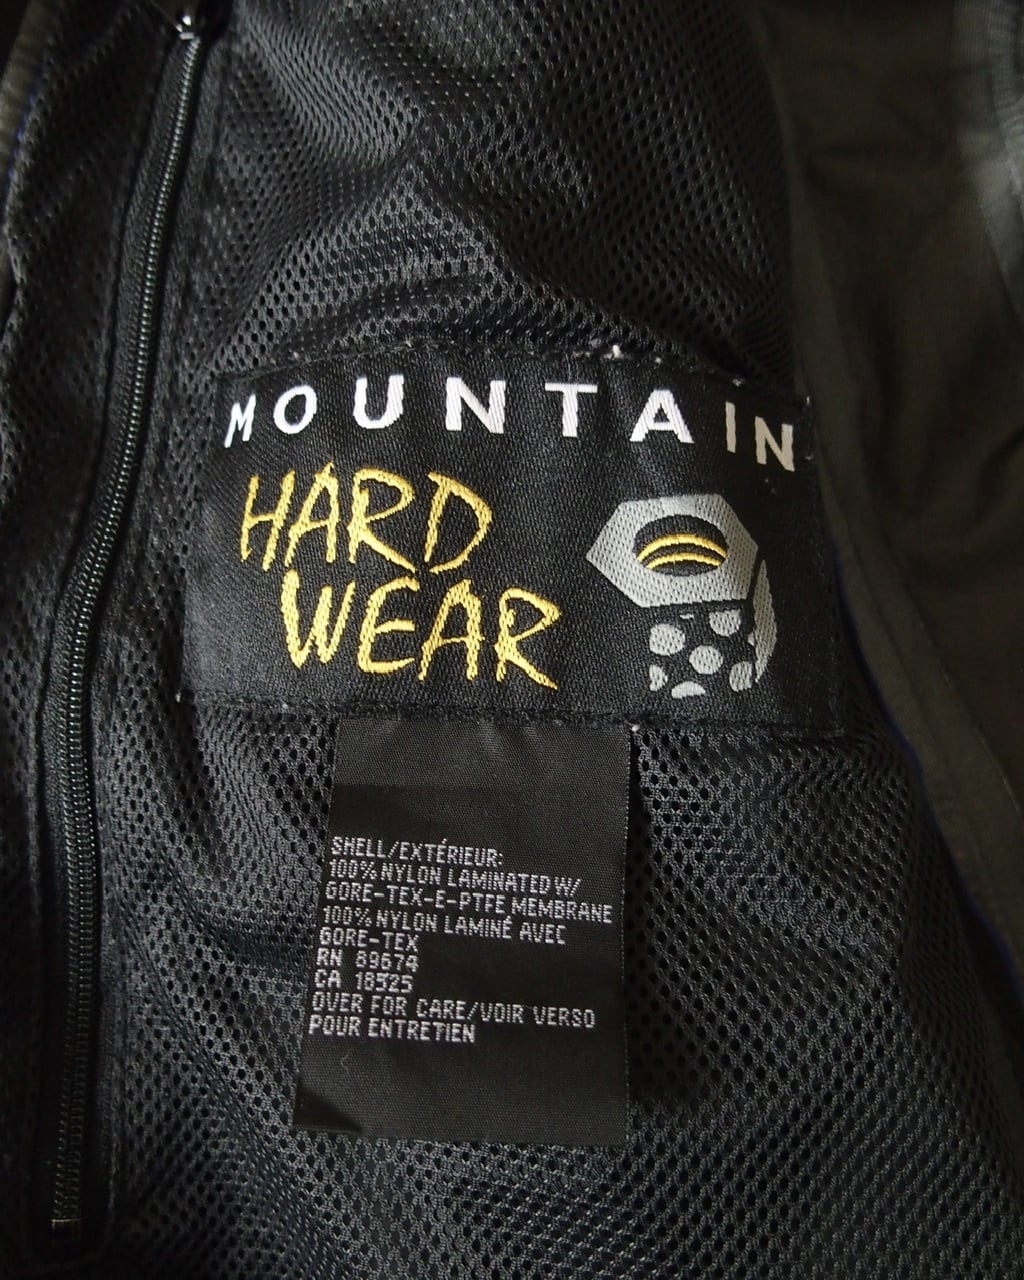 MOUNTAIN
HARD
WEAR
SHELL/EXTÉRIEUR:
100% NYLON LAMINATED W/
GORE-TEX-E-PTFE MEMBRANE
100% NYLON LAMINÉ AVEC
GORE-TEX
RN 89674
CA 18525
OVER FOR CARE/VOIR VERSO
POUR ENTRETIEN